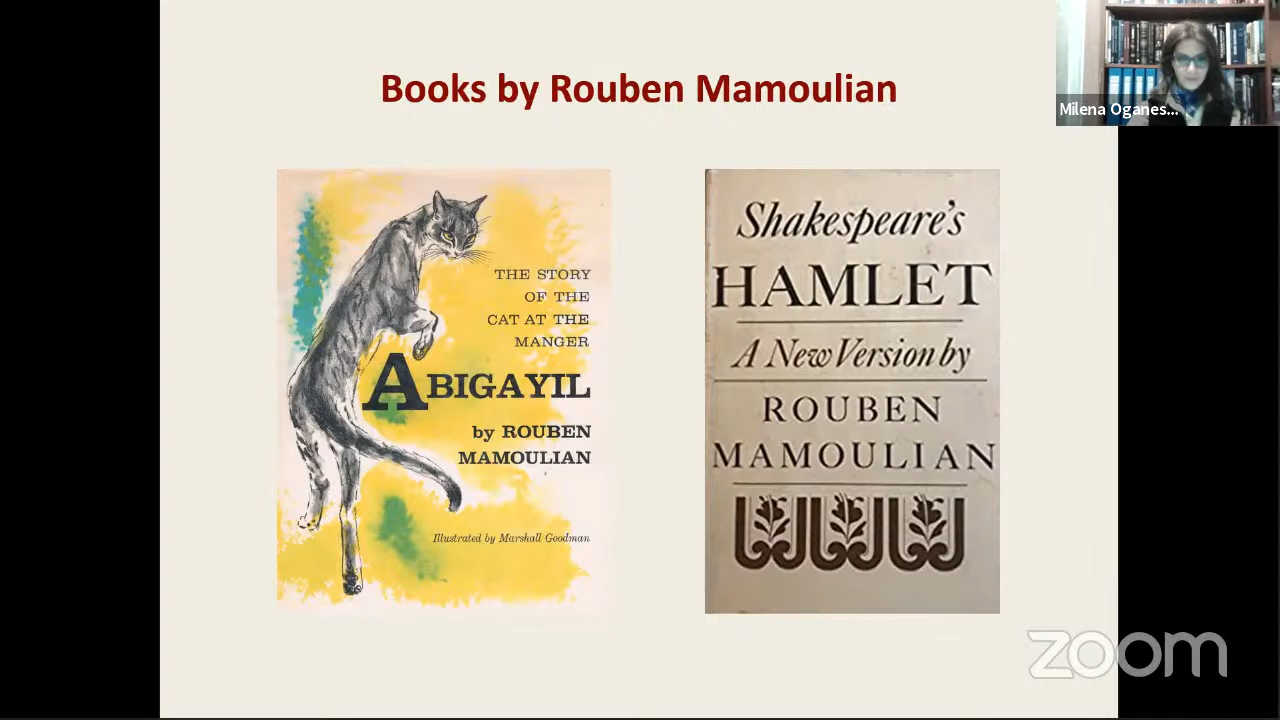 Books by Rouben Mamoulian
Milena Oganes...
THE STORY
OF THE
CAT AT THE
MANGER
ABIGAYIL
by ROUBEN
MAMOULIAN
Illustrated by Marshall Goodman
Shakespeare's
HAMLET
A New Version by
ROUBEN
MAMOULIAN
zoom